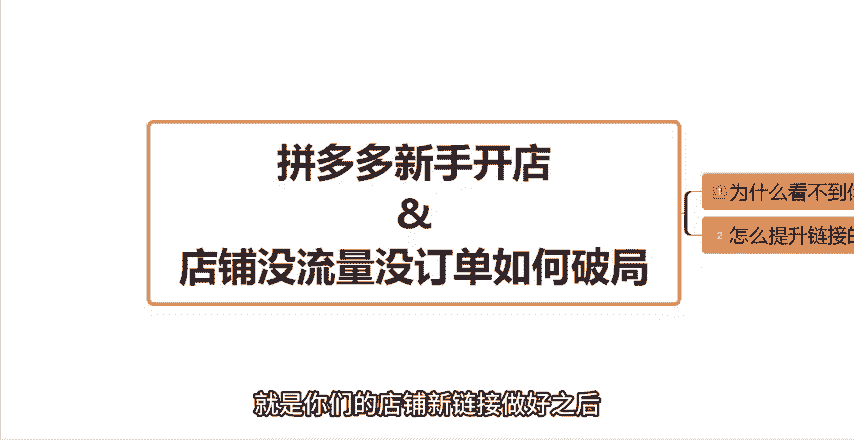 拼多多新手开店
&
店铺没流量没订单如何破局
①为什么看不到
2 怎么提升链接的
就是你们的店铺新链接做好之后